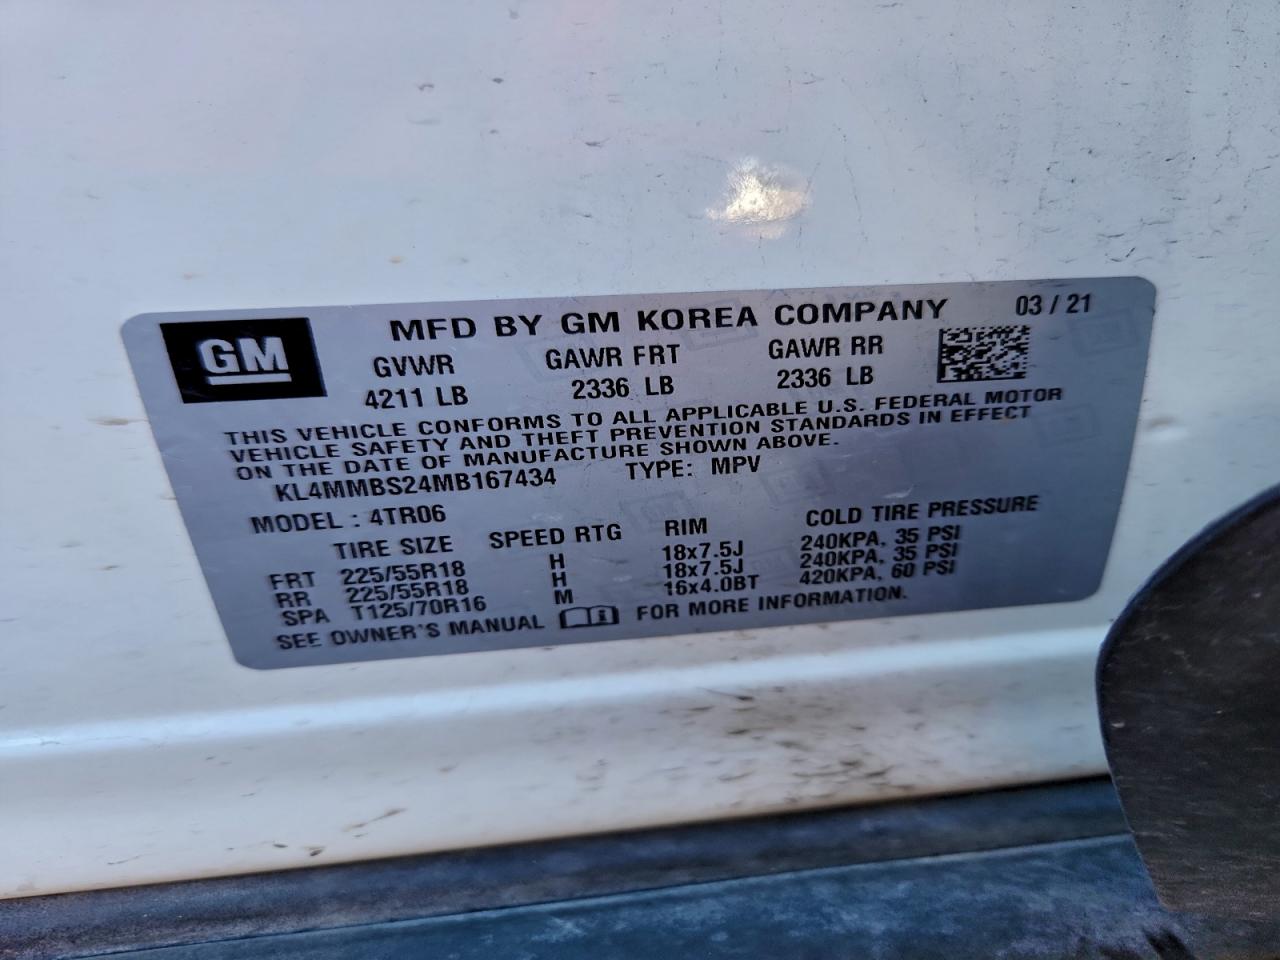 GM
MFD BY GM KOREA COMPANY 03 / 21
GVWR GAWR FRT GAWR RR
4211 LB 2336 LB 2336 LB
THIS VEHICLE CONFORMS TO ALL APPLICABLE U.S. FEDERAL MOTOR
VEHICLE SAFETY AND THEFT PREVENTION STANDARDS IN EFFECT
ON THE DATE OF MANUFACTURE SHOWN ABOVE.
KL4MMBS24MB167434 TYPE: MPV
MODEL : 4TR06
TIRE SIZE SPEED RTG RIM COLD TIRE PRESSURE
FRT 225/55R18 H 18x7.5J 240KPA, 35 PSI
RR 225/55R18 H 18x7.5J 240KPA, 35 PSI
SPA T125/70R16 M 16x4.0BT 420KPA, 60 PSI
SEE OWNER'S MANUAL FOR MORE INFORMATION.